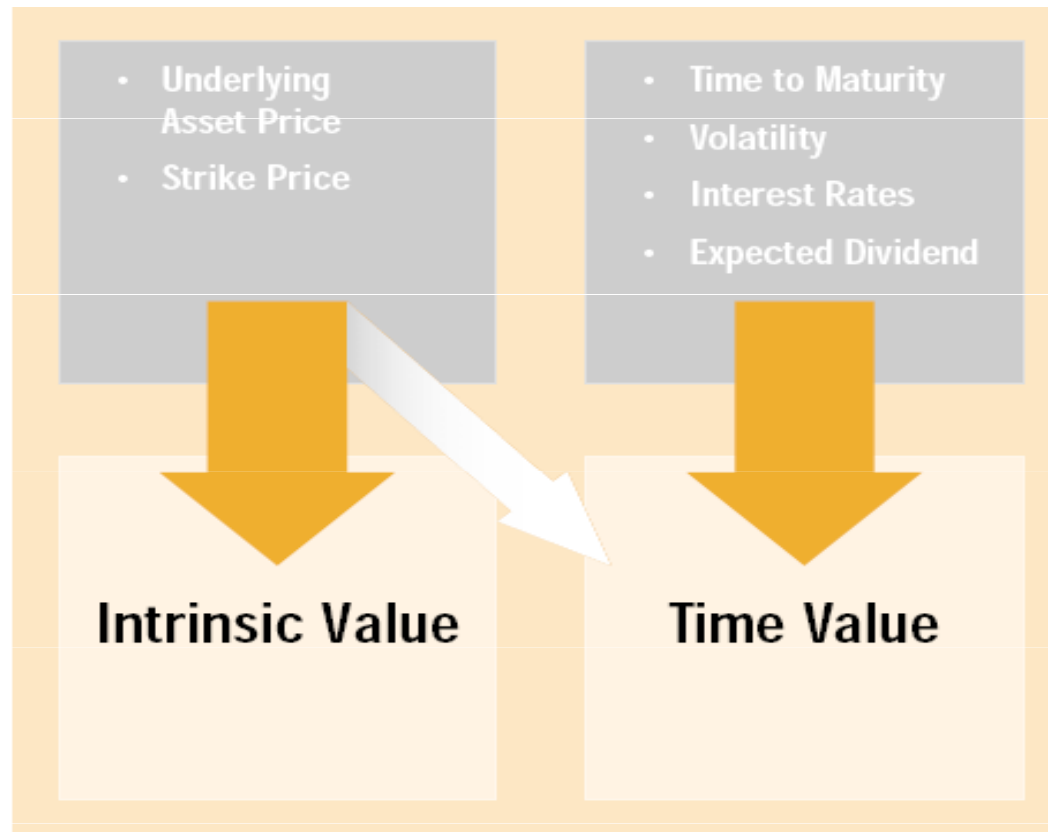 • Underlying
Asset Price
• Strike Price
• Time to Maturity
• Volatility
• Interest Rates
• Expected Dividend
Intrinsic Value
Time Value